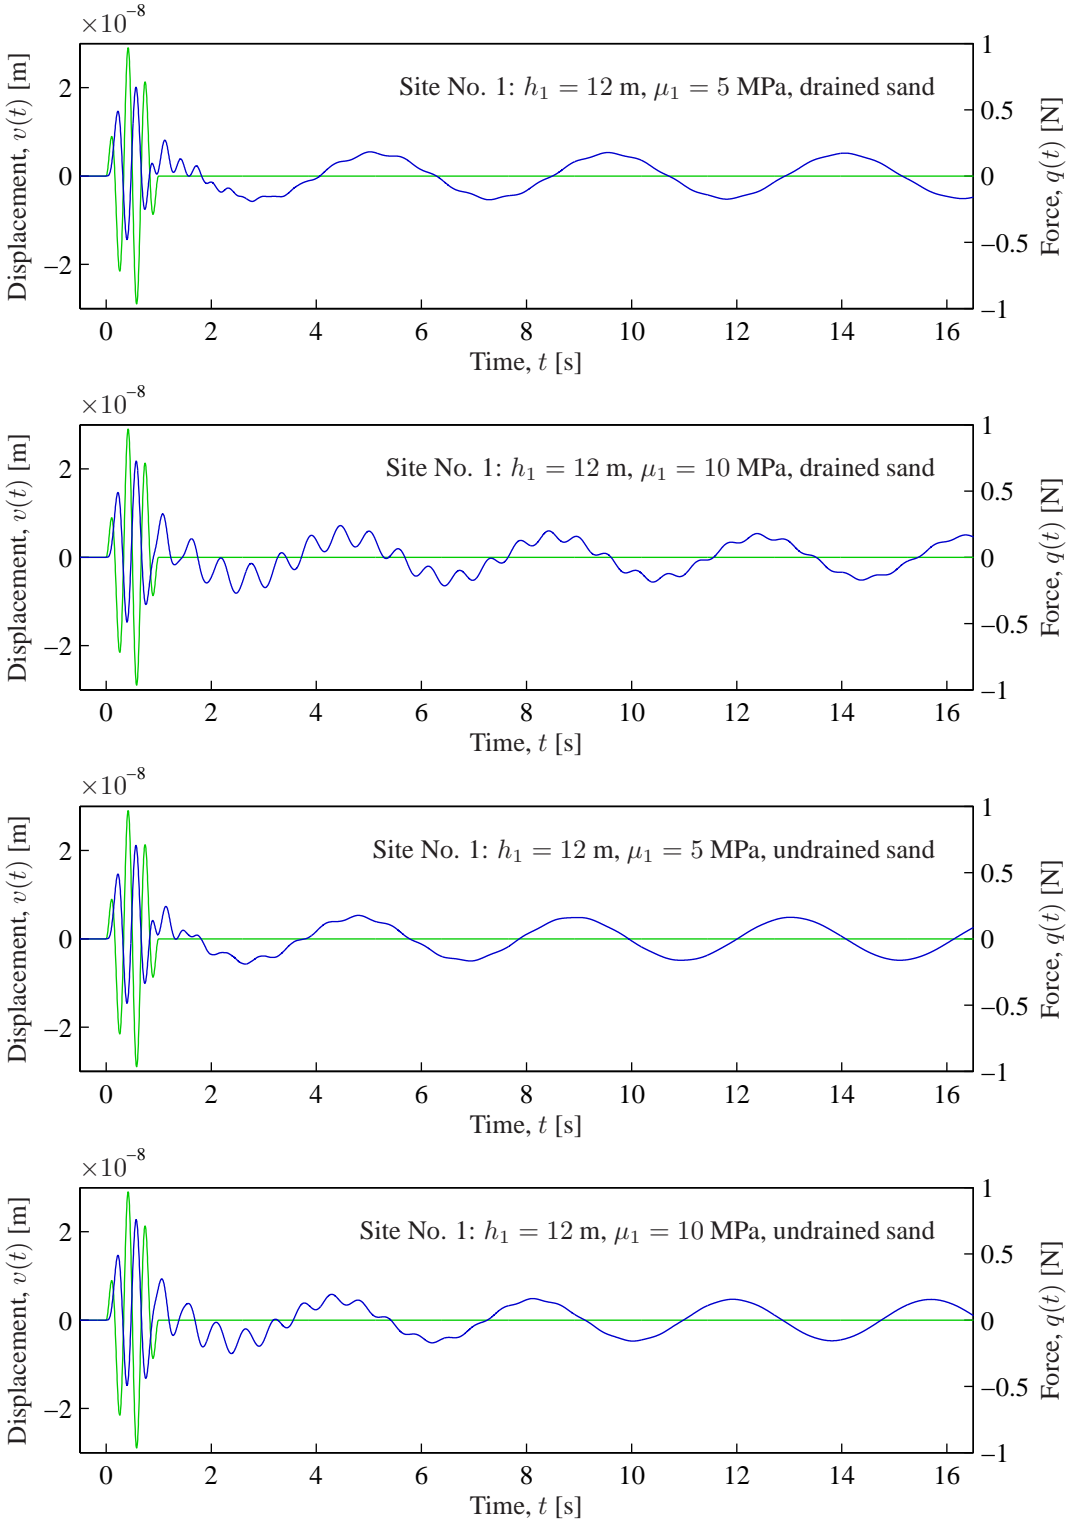 ×10⁻⁸
Displacement, v(t) [m]
2
0
−2
Site No. 1: h₁ = 12 m, μ₁ = 5 MPa, drained sand
1
0.5
0
−0.5
−1
Force, q(t) [N]
0 2 4 6 8 10 12 14 16
Time, t [s]
×10⁻⁸
Displacement, v(t) [m]
2
0
−2
Site No. 1: h₁ = 12 m, μ₁ = 10 MPa, drained sand
1
0.5
0
−0.5
−1
Force, q(t) [N]
0 2 4 6 8 10 12 14 16
Time, t [s]
×10⁻⁸
Displacement, v(t) [m]
2
0
−2
Site No. 1: h₁ = 12 m, μ₁ = 5 MPa, undrained sand
1
0.5
0
−0.5
−1
Force, q(t) [N]
0 2 4 6 8 10 12 14 16
Time, t [s]
×10⁻⁸
Displacement, v(t) [m]
2
0
−2
Site No. 1: h₁ = 12 m, μ₁ = 10 MPa, undrained sand
1
0.5
0
−0.5
−1
Force, q(t) [N]
0 2 4 6 8 10 12 14 16
Time, t [s]